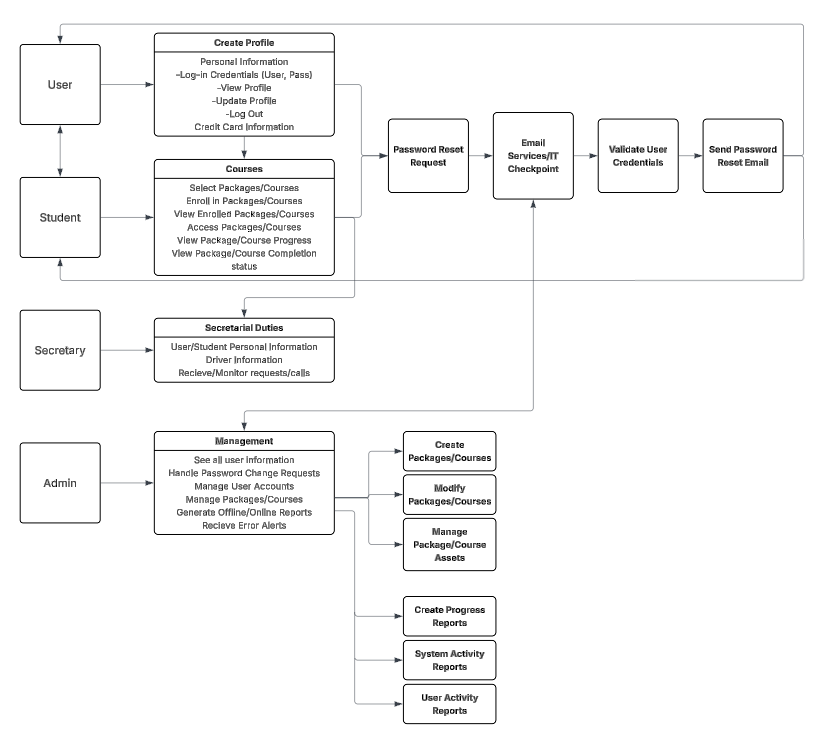 User
Create Profile
Personal Information
-Log-in Credentials (User, Pass)
-View Profile
-Update Profile
-Log Out
Credit Card Information
Password Reset
Request
Email
Services/IT
Checkpoint
Validate User
Credentials
Send Password
Reset Email
Student
Courses
Select Packages/Courses
Enroll in Packages/Courses
View Enrolled Packages/Courses
Access Packages/Courses
View Package/Course Progress
View Package/Course Completion
status
Secretary
Secretarial Duties
User/Student Personal Information
Driver Information
Recieve/Monitor requests/calls
Admin
Management
See all user information
Handle Password Change Requests
Manage User Accounts
Manage Packages/Courses
Generate Offline/Online Reports
Recieve Error Alerts
Create
Packages/Courses
Modify
Packages/Courses
Manage
Package/Course
Assets
Create Progress
Reports
System Activity
Reports
User Activity
Reports